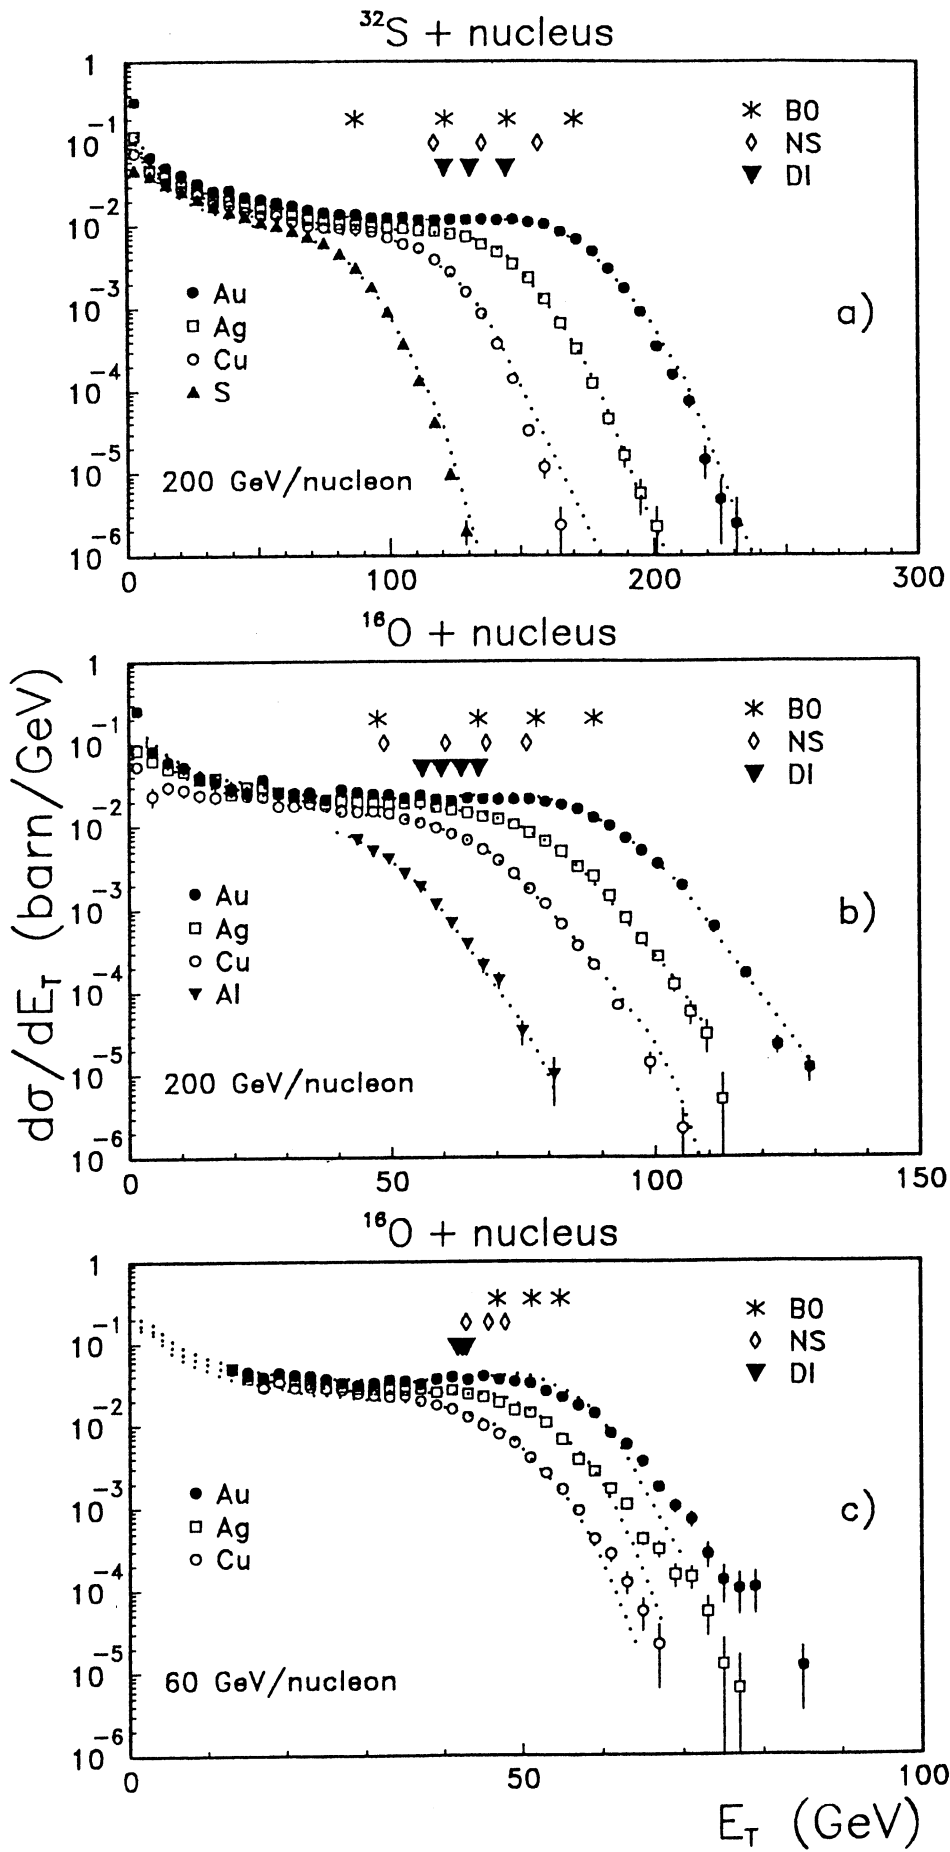 ³²S + nucleus
1
10⁻¹
10⁻²
10⁻³
10⁻⁴
10⁻⁵
10⁻⁶
BO
NS
DI
Au
Ag
Cu
S
a)
200 GeV/nucleon
0 100 200 300
¹⁶O + nucleus
1
10⁻¹
10⁻²
10⁻³
10⁻⁴
10⁻⁵
10⁻⁶
BO
NS
DI
Au
Ag
Cu
Al
b)
200 GeV/nucleon
0 50 100 150
dσ/dE_T (barn/GeV)
¹⁶O + nucleus
1
10⁻¹
10⁻²
10⁻³
10⁻⁴
10⁻⁵
10⁻⁶
BO
NS
DI
Au
Ag
Cu
c)
60 GeV/nucleon
0 50 100
E_T (GeV)